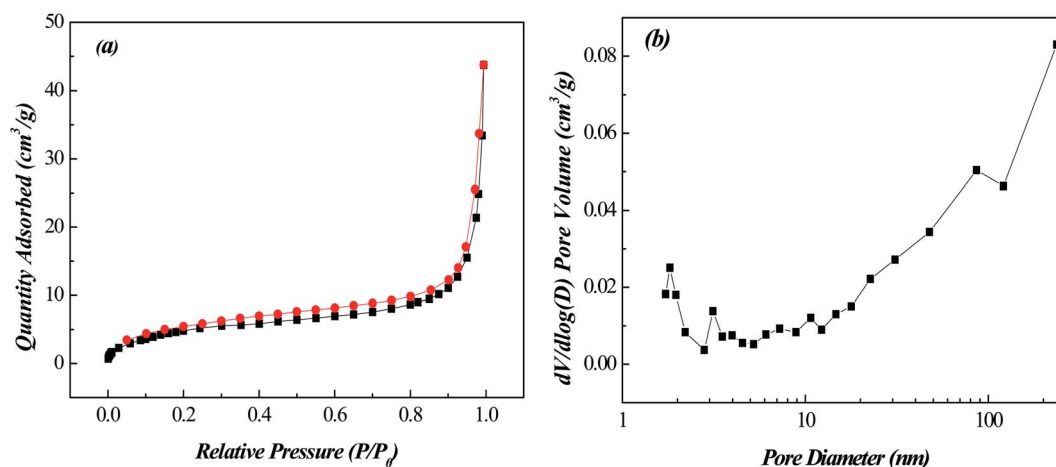 (a)
Quantity Adsorbed (cm³/g)
50
40
30
20
10
0
0.0 0.2 0.4 0.6 0.8 1.0
Relative Pressure (P/P₀)
(b)
dV/dlog(D) Pore Volume (cm³/g)
0.08
0.06
0.04
0.02
0.00
1 10 100
Pore Diameter (nm)